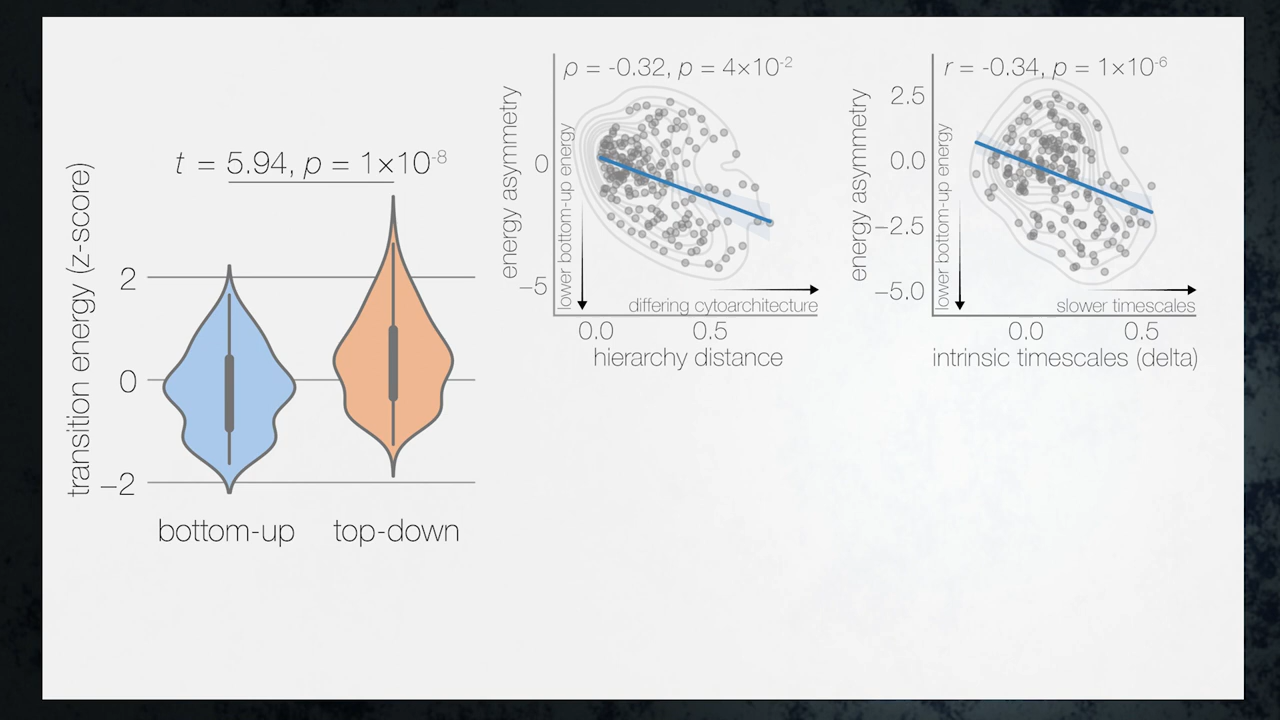 t = 5.94, p = 1×10-8
transition energy (z-score)
2
0
−2
bottom-up
top-down
ρ = -0.32, p = 4×10-2
energy asymmetry
lower bottom-up energy
0
−5
differing cytoarchitecture
0.0
0.5
hierarchy distance
r = -0.34, p = 1×10-6
energy asymmetry
lower bottom-up energy
2.5
0.0
−2.5
−5.0
slower timescales
0.0
0.5
intrinsic timescales (delta)